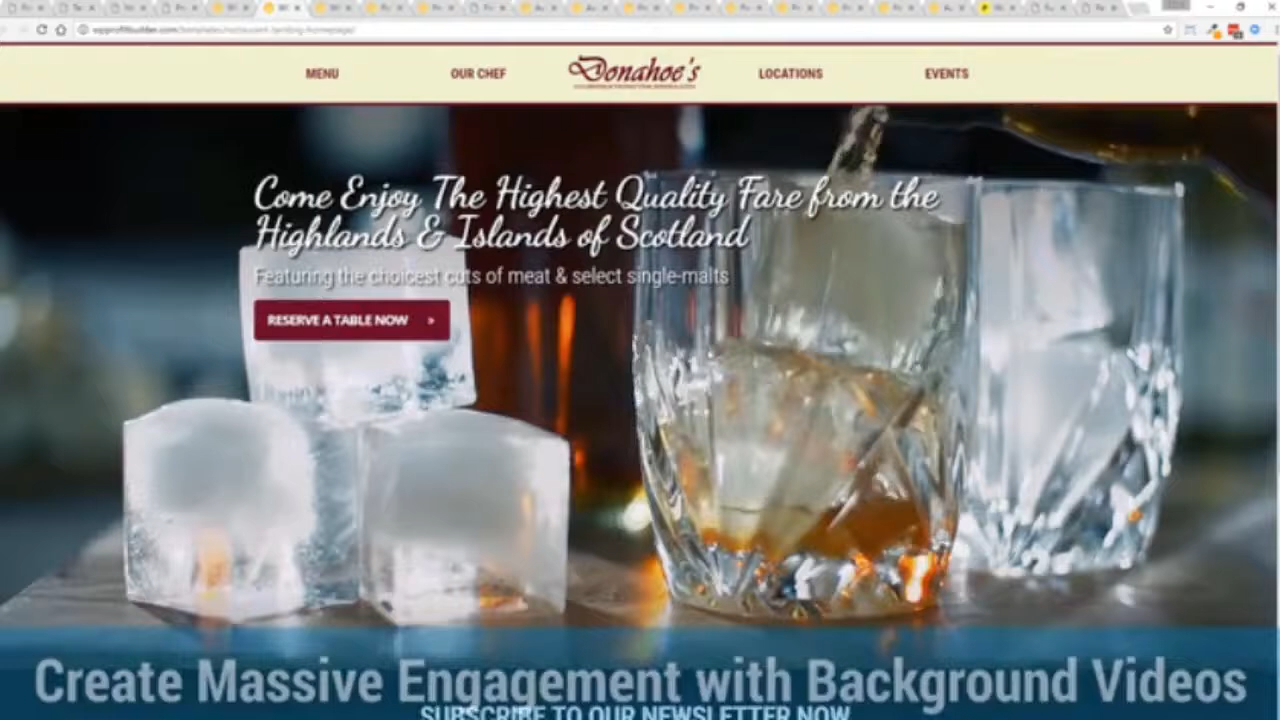 MENU
OUR CHEF
Donahoe's
LOCATIONS
EVENTS
Come Enjoy The Highest Quality Fare from the
Highlands & Islands of Scotland
Featuring the choicest cuts of meat & select single-malts
RESERVE A TABLE NOW »
Create Massive Engagement with Background Videos
SUBSCRIBE TO OUR NEWSLETTER NOW